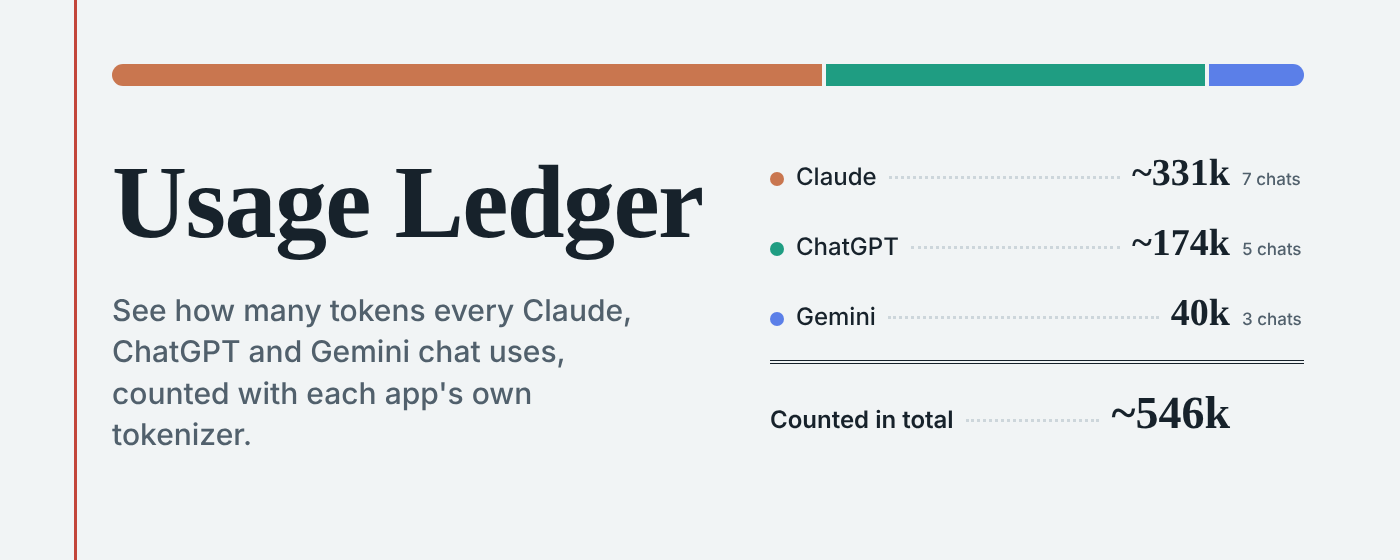 Usage Ledger
See how many tokens every Claude,
ChatGPT and Gemini chat uses,
counted with each app's own
tokenizer.
Claude ~331k 7 chats
ChatGPT ~174k 5 chats
Gemini 40k 3 chats
Counted in total ~546k